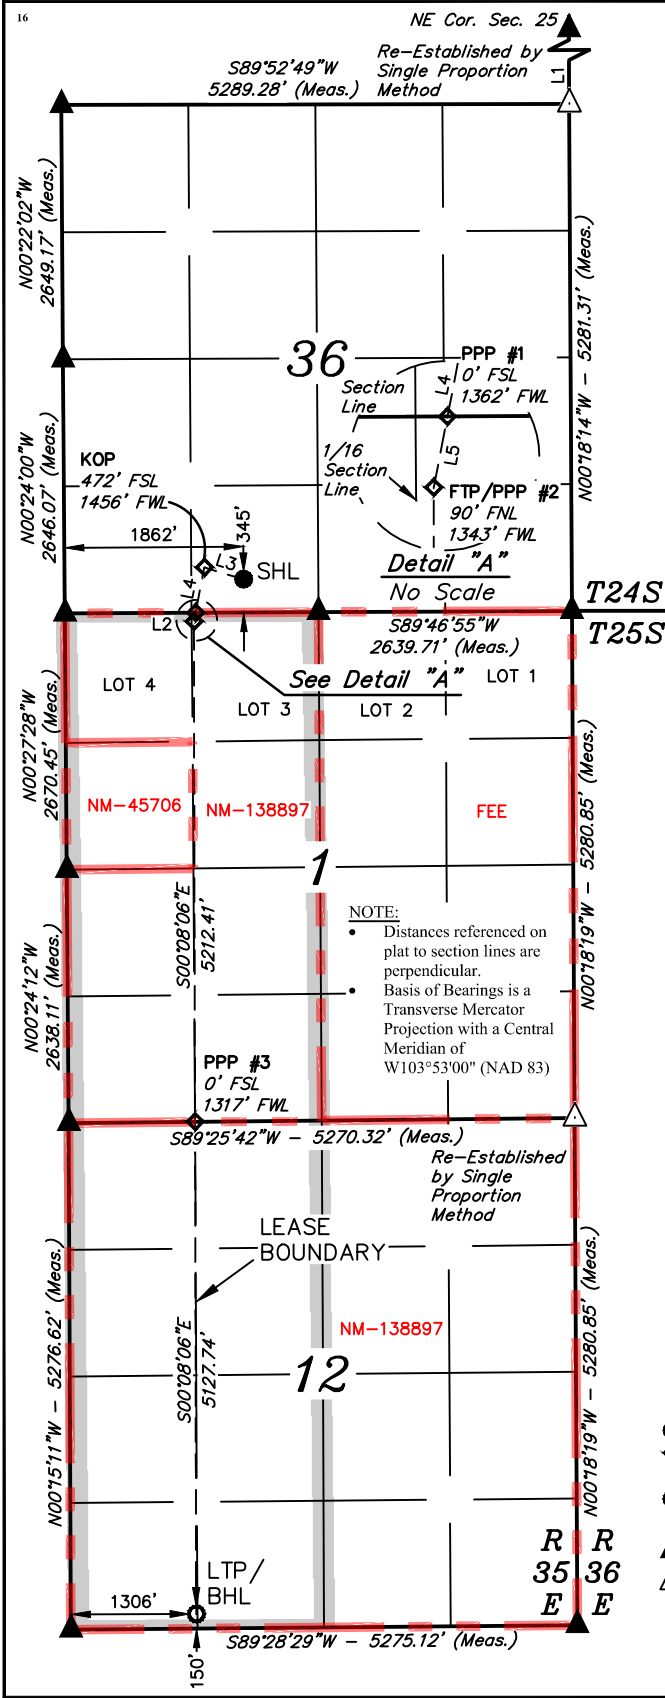 16
NE Cor. Sec. 25
Re-Established by
Single Proportion
Method
L1
S89°52'49"W
5289.28' (Meas.)
N00°22'02"W
2649.17' (Meas.)
N00°18'14"W - 5281.31' (Meas.)
36
PPP #1
0' FSL
1362' FWL
L4
Section
Line
L5
1/16
Section
Line
FTP/PPP #2
90' FNL
1343' FWL
Detail "A"
No Scale
N00°24'00"W
2646.07' (Meas.)
KOP
472' FSL
1456' FWL
1862'
345'
L3
SHL
L4
L2
T24S
T25S
S89°46'55"W
2639.71' (Meas.)
See Detail "A"
LOT 4
LOT 3
LOT 2
LOT 1
N00°27'28"W
2670.45' (Meas.)
NM-45706
NM-138897
FEE
N00°18'19"W - 5280.85' (Meas.)
1
S00°08'06"E
5212.41'
NOTE:
• Distances referenced on
plat to section lines are
perpendicular.
• Basis of Bearings is a
Transverse Mercator
Projection with a Central
Meridian of
W103°53'00" (NAD 83)
N00°24'12"W
2638.11' (Meas.)
PPP #3
0' FSL
1317' FWL
S89°25'42"W - 5270.32' (Meas.)
Re-Established
by Single
Proportion
Method
LEASE
BOUNDARY
NM-138897
12
S00°08'06"E
5127.74'
N00°15'11"W - 5276.62' (Meas.)
N00°18'19"W - 5280.85' (Meas.)
R R
35 36
E E
LTP/
BHL
1306'
150'
S89°28'29"W - 5275.12' (Meas.)